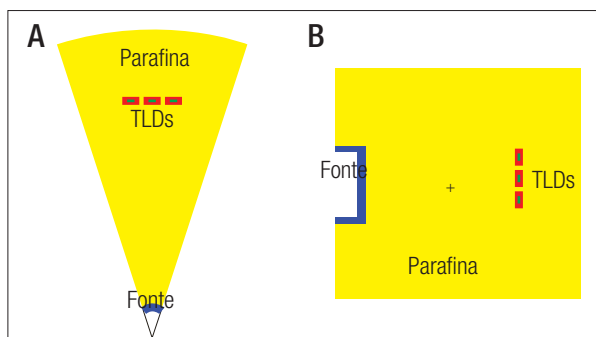 A
Parafina
TLDs
Fonte
B
Fonte
TLDs
Parafina